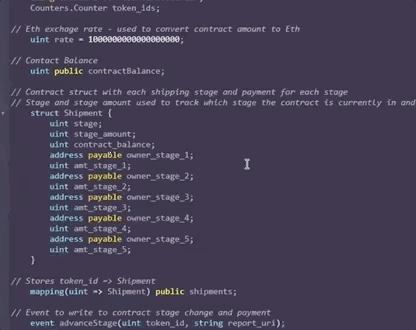 Counters.Counter token_ids;
// Eth exchage rate - used to convert contract amount to Eth
uint rate = 1000000000000000000;
// Contact Balance
uint public contractBalance;
// Contract struct with each shipping stage and payment for each stage
// Stage and stage amount used to track which stage the contract is currently in and
struct Shipment {
uint stage;
uint stage_amount;
uint contract_balance;
address payable owner_stage_1;
uint amt_stage_1;
address payable owner_stage_2;
uint amt_stage_2;
address payable owner_stage_3;
uint amt_stage_3;
address payable owner_stage_4;
uint amt_stage_4;
address payable owner_stage_5;
uint amt_stage_5;
}
// Stores token_id => Shipment
mapping(uint => Shipment) public shipments;
// Event to write to contract stage change and payment
event advanceStage(uint token_id, string report_uri);